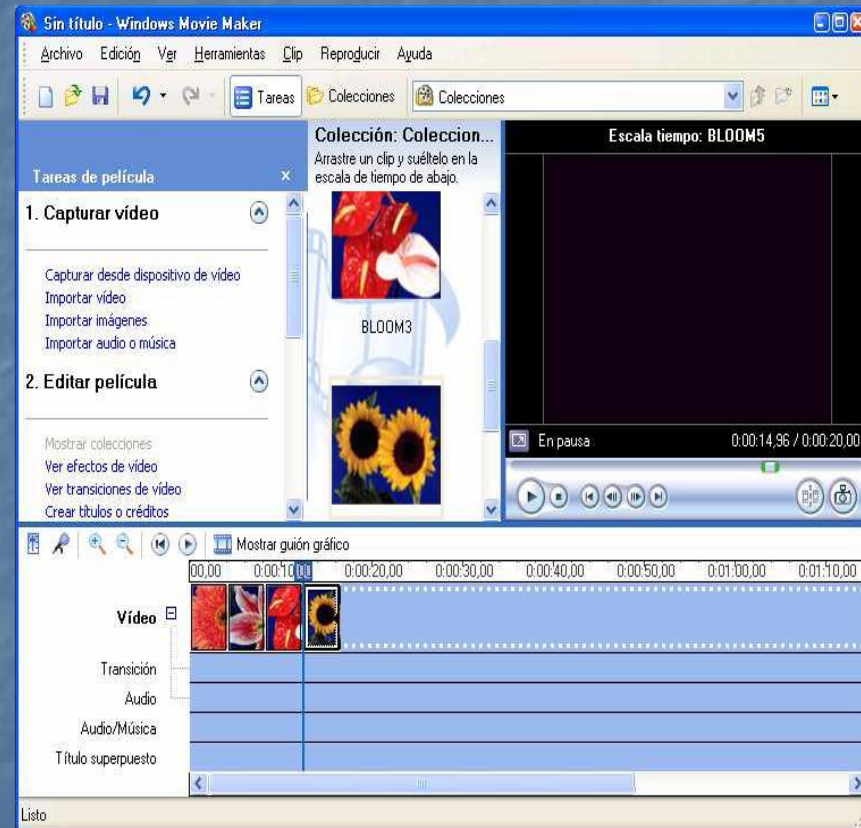 Sin título - Windows Movie Maker
Archivo Edición Ver Herramientas Clip Reproducir Ayuda
Tareas Colecciones Colecciones
Tareas de película
1. Capturar vídeo
Capturar desde dispositivo de vídeo
Importar vídeo
Importar imágenes
Importar audio o música
2. Editar película
Mostrar colecciones
Ver efectos de vídeo
Ver transiciones de vídeo
Crear títulos o créditos
Colección: Coleccion...
Arrastre un clip y suéltelo en la
escala de tiempo de abajo.
BLOOM3
Escala tiempo: BLOOM5
En pausa 0:00:14,96 / 0:00:20,00
Mostrar guión gráfico
00,00 0:00:10,00 0:00:20,00 0:00:30,00 0:00:40,00 0:00:50,00 0:01:00,00 0:01:10,00
Vídeo
Transición
Audio
Audio/Música
Título superpuesto
Listo